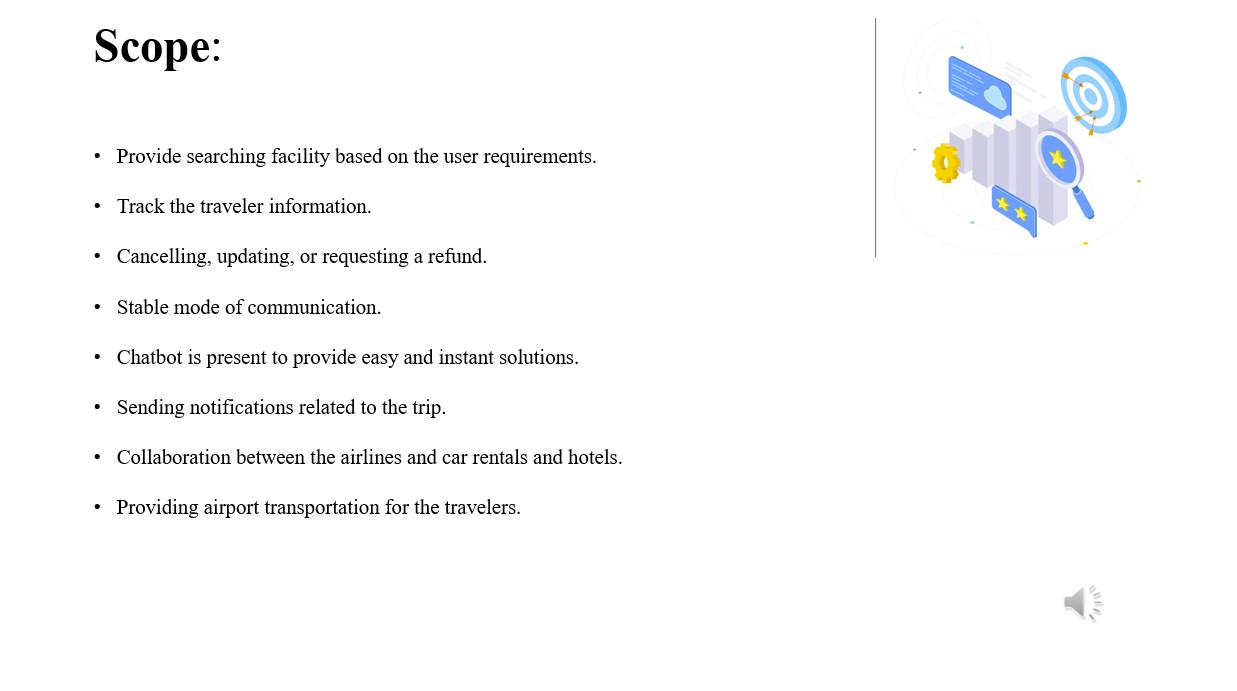 Scope:
• Provide searching facility based on the user requirements.
• Track the traveler information.
• Cancelling, updating, or requesting a refund.
• Stable mode of communication.
• Chatbot is present to provide easy and instant solutions.
• Sending notifications related to the trip.
• Collaboration between the airlines and car rentals and hotels.
• Providing airport transportation for the travelers.